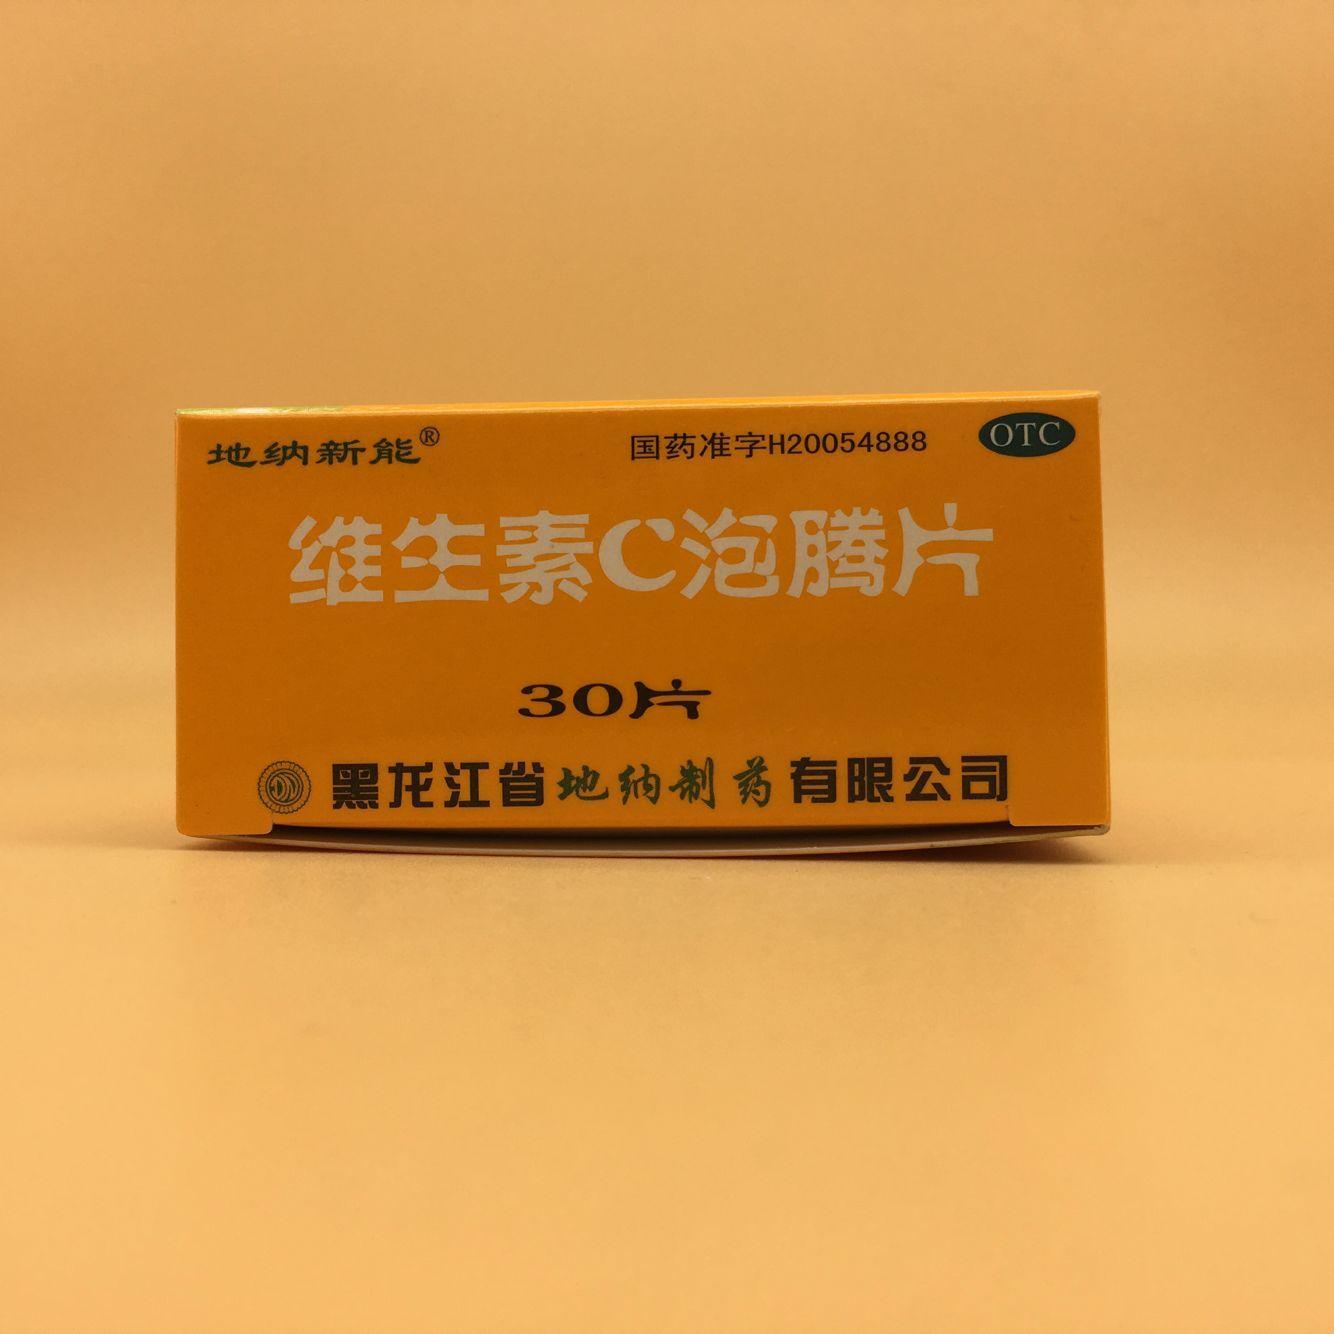 地纳新能® 国药准字H20054888 OTC
维生素C泡腾片
30片
黑龙江省地纳制药有限公司